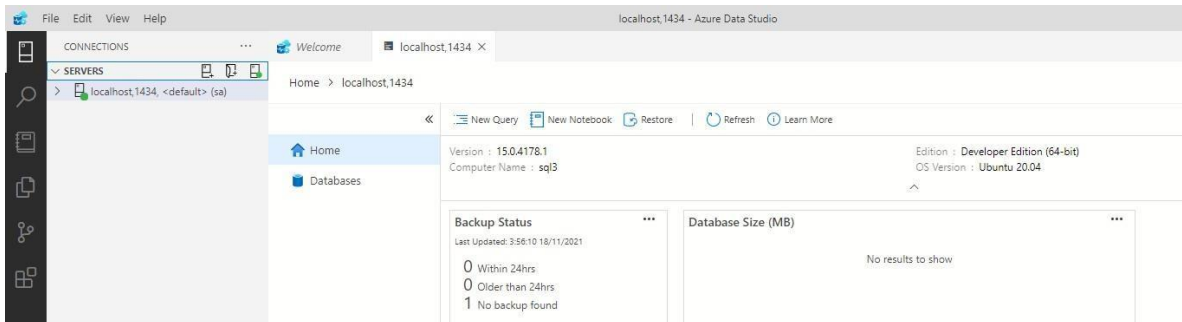 File Edit View Help
localhost,1434 - Azure Data Studio
CONNECTIONS
Welcome
localhost,1434
SERVERS
localhost,1434, <default> (sa)
Home > localhost,1434
New Query New Notebook Restore Refresh Learn More
Home
Databases
Version : 15.0.4178.1
Computer Name : sql3
Edition : Developer Edition (64-bit)
OS Version : Ubuntu 20.04
Backup Status
Last Updated: 3:56:10 18/11/2021
0 Within 24hrs
0 Older than 24hrs
1 No backup found
Database Size (MB)
No results to show